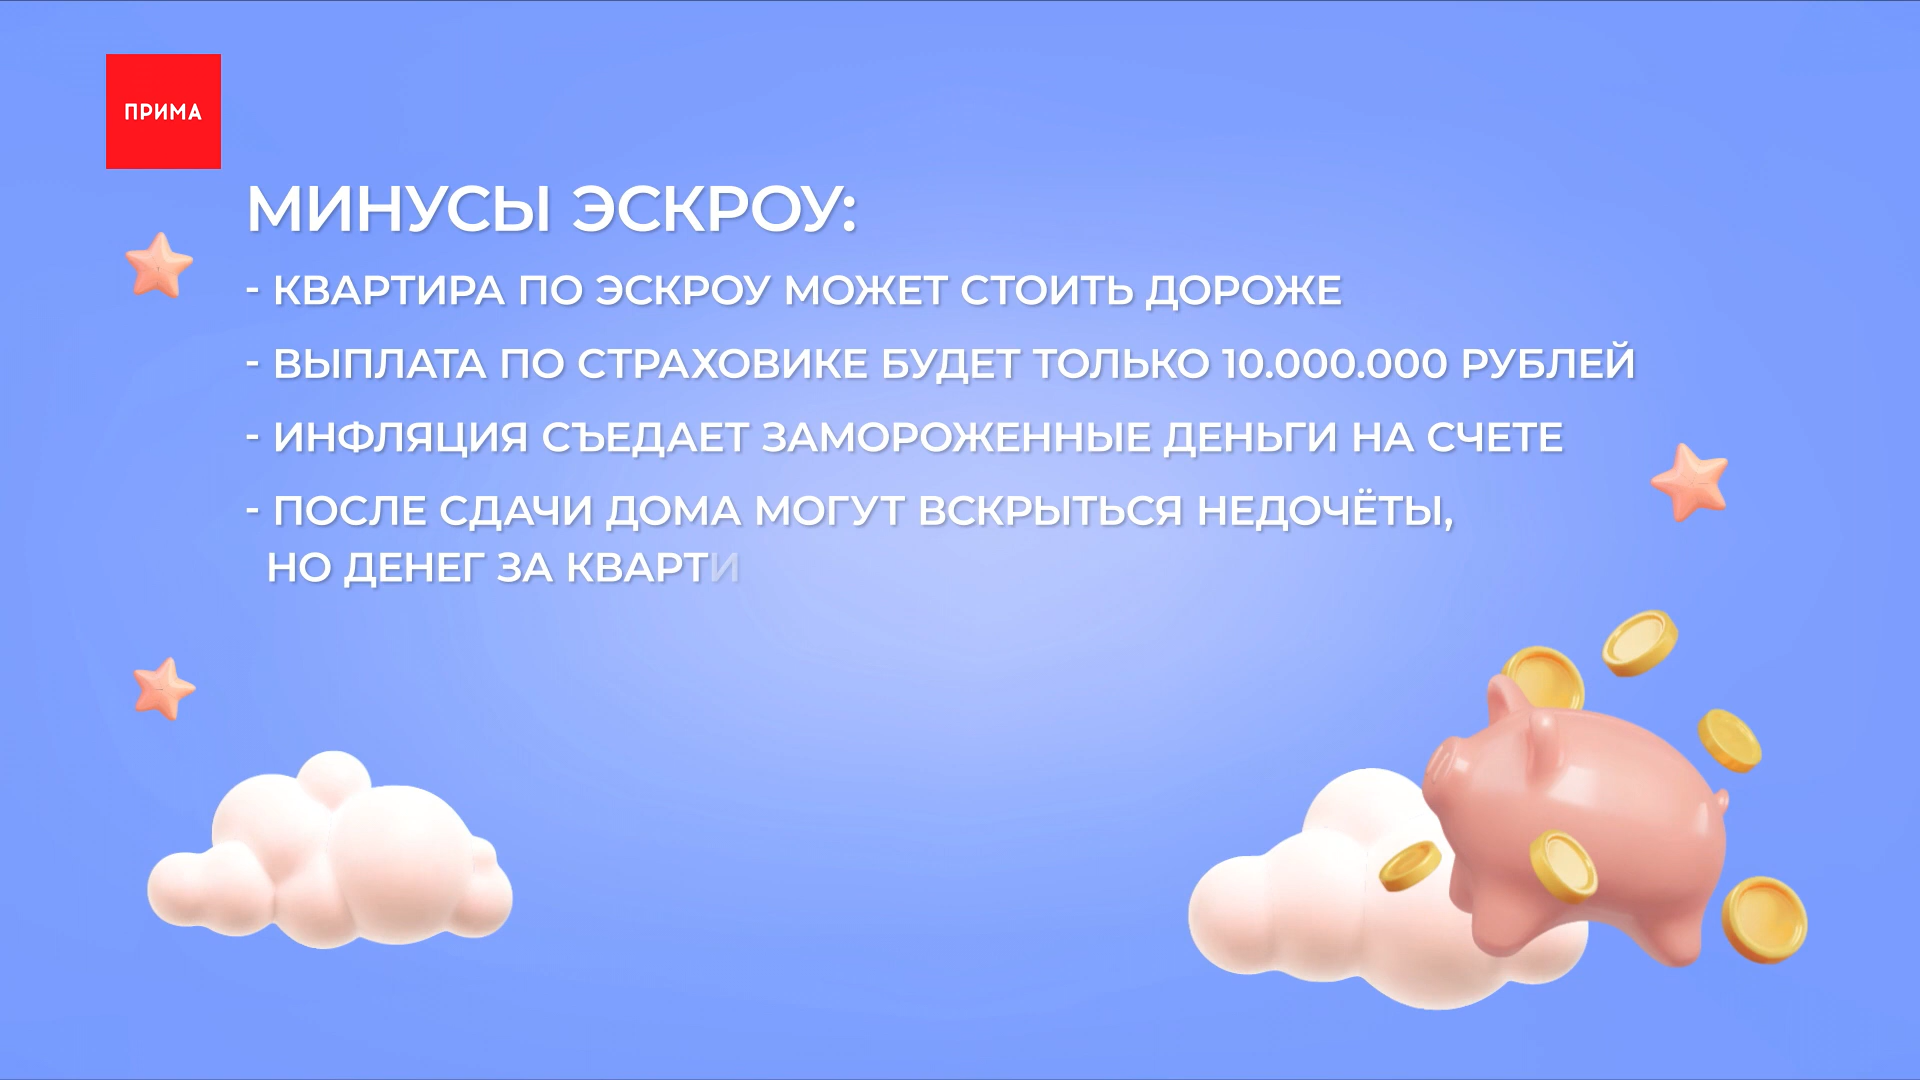 ПРИМА
МИНУСЫ ЭСКРОУ:
- КВАРТИРА ПО ЭСКРОУ МОЖЕТ СТОИТЬ ДОРОЖЕ
- ВЫПЛАТА ПО СТРАХОВИКЕ БУДЕТ ТОЛЬКО 10.000.000 РУБЛЕЙ
- ИНФЛЯЦИЯ СЪЕДАЕТ ЗАМОРОЖЕННЫЕ ДЕНЬГИ НА СЧЕТЕ
- ПОСЛЕ СДАЧИ ДОМА МОГУТ ВСКРЫТЬСЯ НЕДОЧЁТЫ,
НО ДЕНЕГ ЗА КВАРТИ